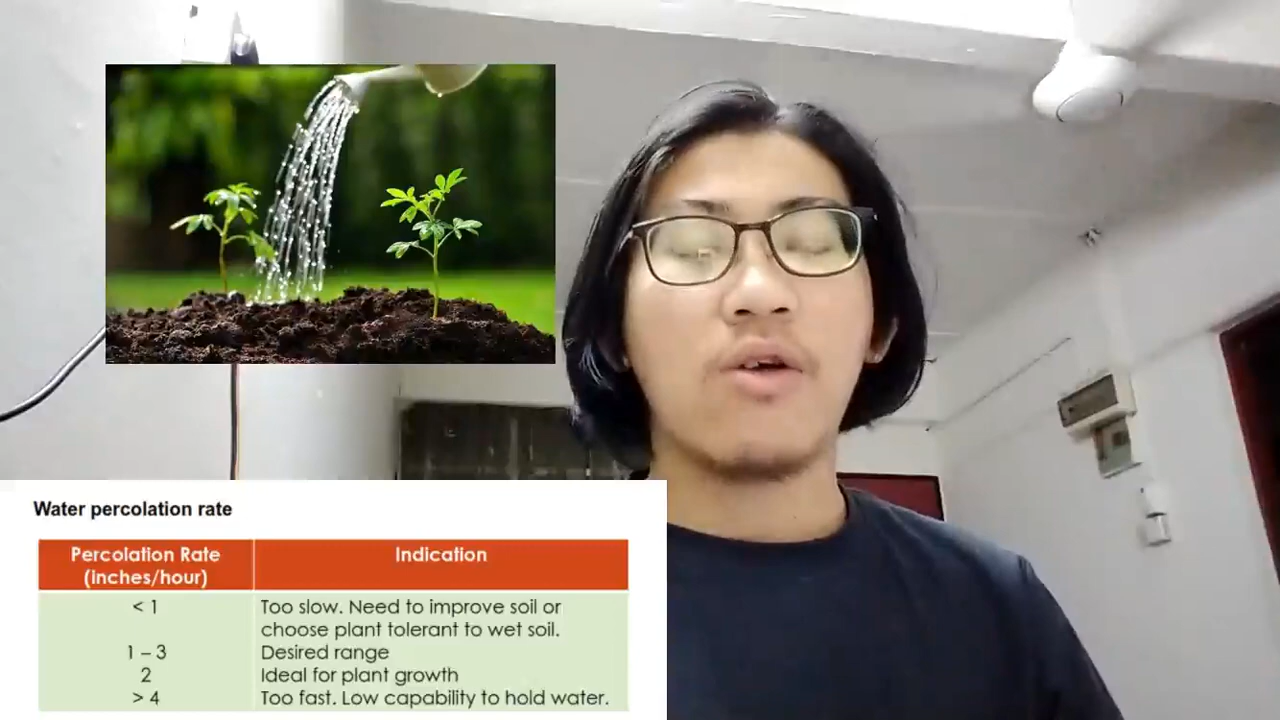 Water percolation rate
Percolation Rate Indication
(inches/hour)
< 1 Too slow. Need to improve soil or
choose plant tolerant to wet soil.
1 – 3 Desired range
2 Ideal for plant growth
> 4 Too fast. Low capability to hold water.